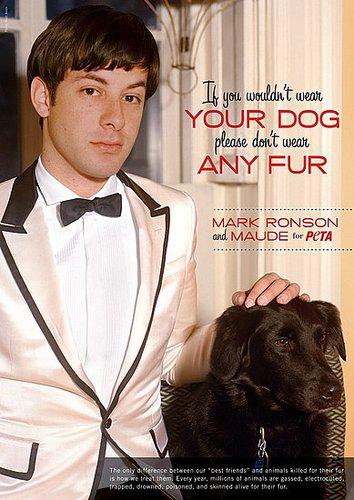 If you wouldn't wear
YOUR DOG
please don't wear
ANY FUR
MARK RONSON
and MAUDE for PETA
The only difference between our "best friends" and animals killed for their fur
is how we treat them. Every year, millions of animals are gassed, electrocuted,
trapped, drowned, poisoned, and skinned alive for their fur.